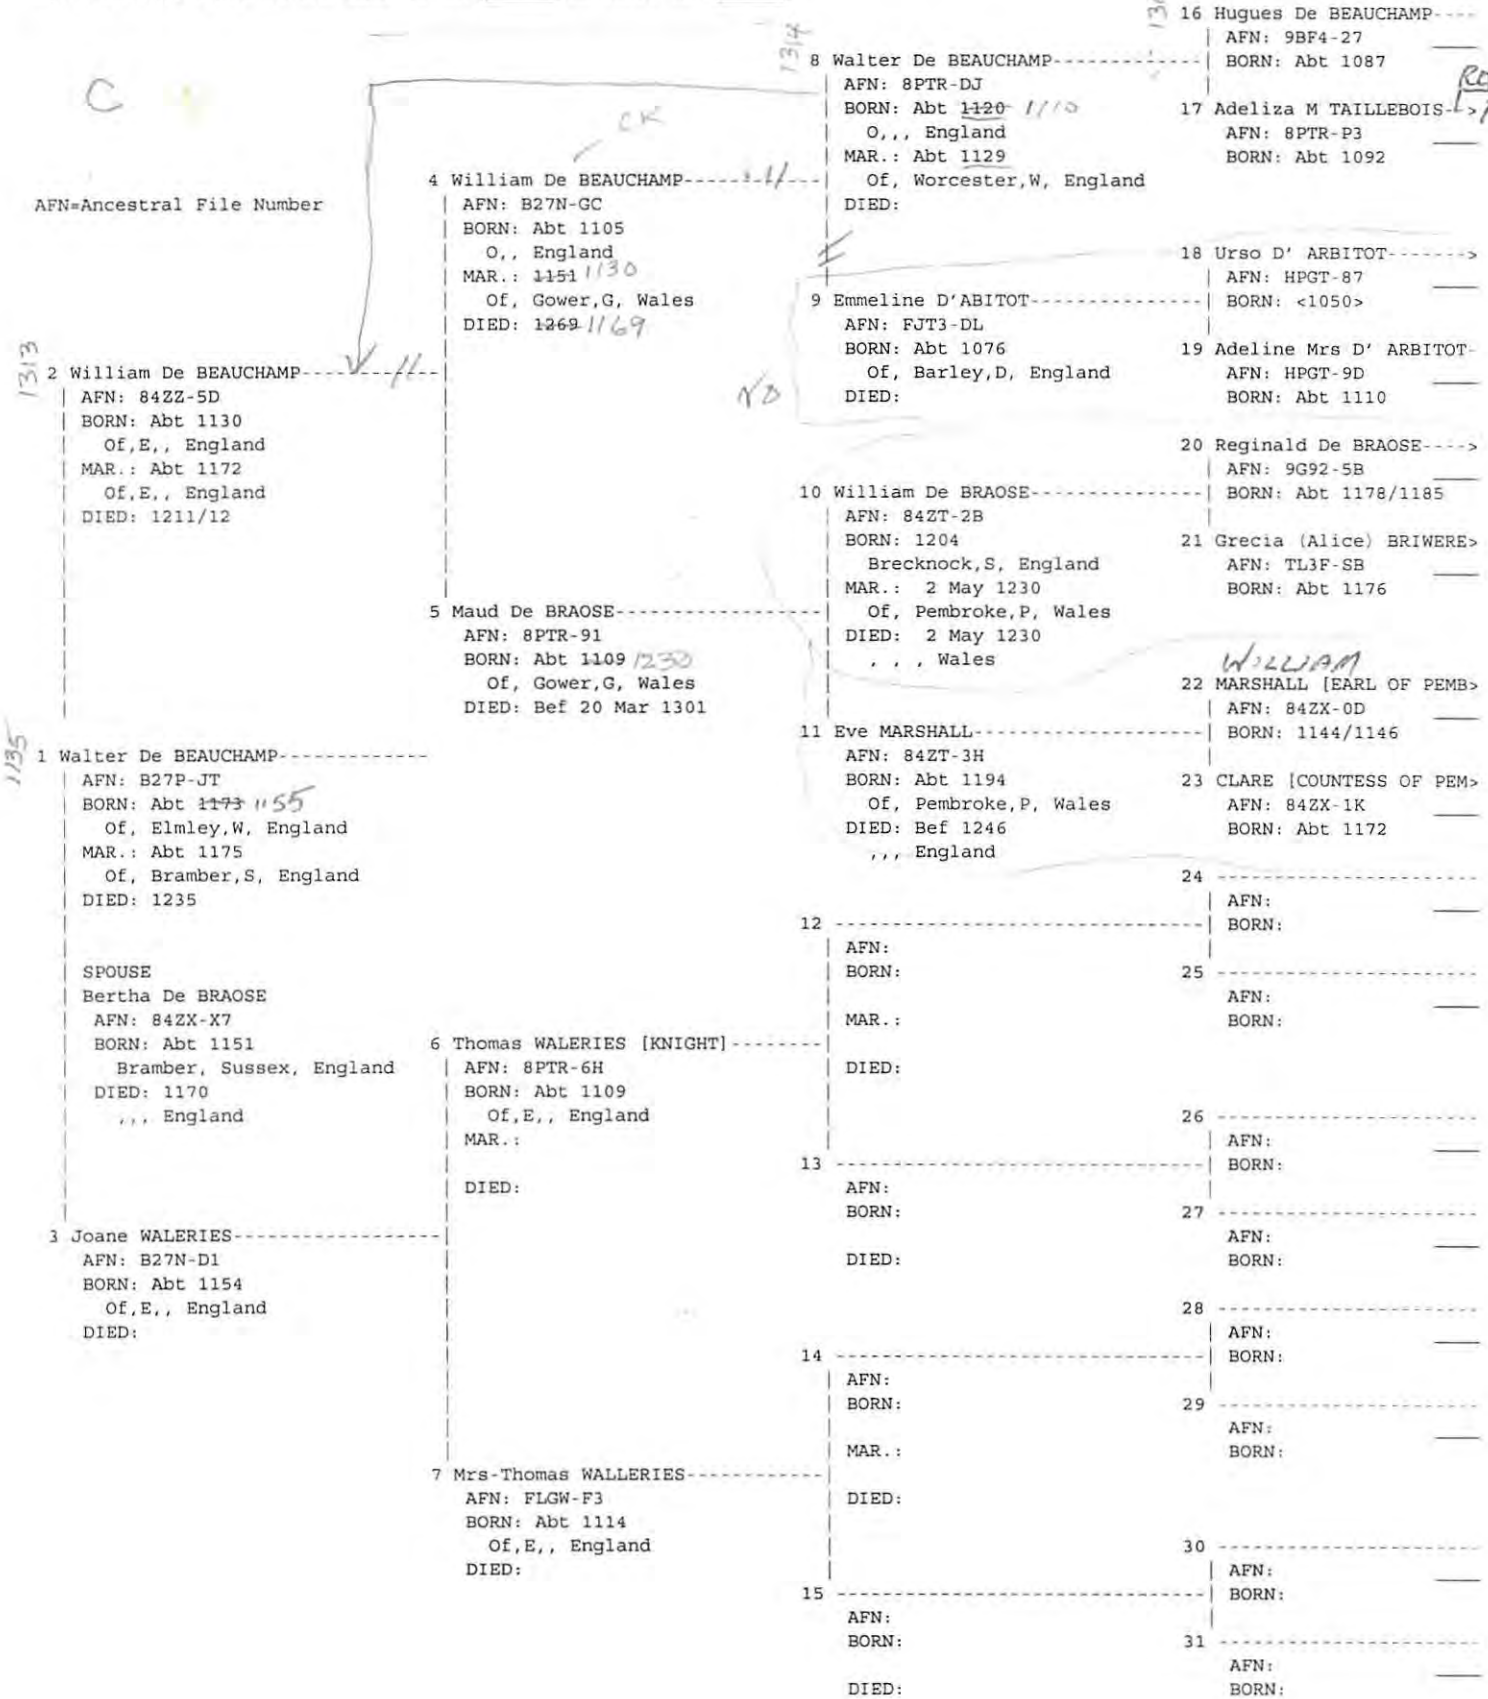 C
AFN=Ancestral File Number
1313
2 William De BEAUCHAMP
AFN: 84ZZ-5D
BORN: Abt 1130
Of,E,, England
MAR.: Abt 1172
Of,E,, England
DIED: 1211/12
1135
1 Walter De BEAUCHAMP
AFN: B27P-JT
BORN: Abt 1173 1155
Of, Elmley,W, England
MAR.: Abt 1175
Of, Bramber,S, England
DIED: 1235
SPOUSE
Bertha De BRAOSE
AFN: 84ZX-X7
BORN: Abt 1151
Bramber, Sussex, England
DIED: 1170
,,, England
3 Joane WALERIES
AFN: B27N-D1
BORN: Abt 1154
Of,E,, England
DIED:
CK
4 William De BEAUCHAMP
AFN: B27N-GC
BORN: Abt 1105
O,, England
MAR.: 1151 1130
Of, Gower,G, Wales
DIED: 1269 1169
5 Maud De BRAOSE
AFN: 8PTR-91
BORN: Abt 1109 1230
Of, Gower,G, Wales
DIED: Bef 20 Mar 1301
6 Thomas WALERIES [KNIGHT]
AFN: 8PTR-6H
BORN: Abt 1109
Of,E,, England
MAR.:
DIED:
7 Mrs-Thomas WALLERIES
AFN: FLGW-F3
BORN: Abt 1114
Of,E,, England
DIED:
1314
8 Walter De BEAUCHAMP
AFN: 8PTR-DJ
BORN: Abt 1120 1110
O,,, England
MAR.: Abt 1129
Of, Worcester,W, England
DIED:
9 Emmeline D'ABITOT
AFN: FJT3-DL
BORN: Abt 1076
Of, Barley,D, England
DIED:
NO
10 William De BRAOSE
AFN: 84ZT-2B
BORN: 1204
Brecknock,S, England
MAR.: 2 May 1230
Of, Pembroke,P, Wales
DIED: 2 May 1230
, , , Wales
11 Eve MARSHALL
AFN: 84ZT-3H
BORN: Abt 1194
Of, Pembroke,P, Wales
DIED: Bef 1246
,,, England
12
AFN:
BORN:
MAR.:
DIED:
13
AFN:
BORN:
DIED:
14
AFN:
BORN:
MAR.:
DIED:
15
AFN:
BORN:
DIED:
16 Hugues De BEAUCHAMP
AFN: 9BF4-27
BORN: Abt 1087
17 Adeliza M TAILLEBOIS->
AFN: 8PTR-P3
BORN: Abt 1092
18 Urso D' ARBITOT------->
AFN: HPGT-87
BORN: <1050>
19 Adeline Mrs D' ARBITOT-
AFN: HPGT-9D
BORN: Abt 1110
20 Reginald De BRAOSE---->
AFN: 9G92-5B
BORN: Abt 1178/1185
21 Grecia (Alice) BRIWERE>
AFN: TL3F-SB
BORN: Abt 1176
WILLIAM
22 MARSHALL [EARL OF PEMB>
AFN: 84ZX-0D
BORN: 1144/1146
23 CLARE [COUNTESS OF PEM>
AFN: 84ZX-1K
BORN: Abt 1172
24
AFN:
BORN:
25
AFN:
BORN:
26
AFN:
BORN:
27
AFN:
BORN:
28
AFN:
BORN:
29
AFN:
BORN:
30
AFN:
BORN:
31
AFN:
BORN: